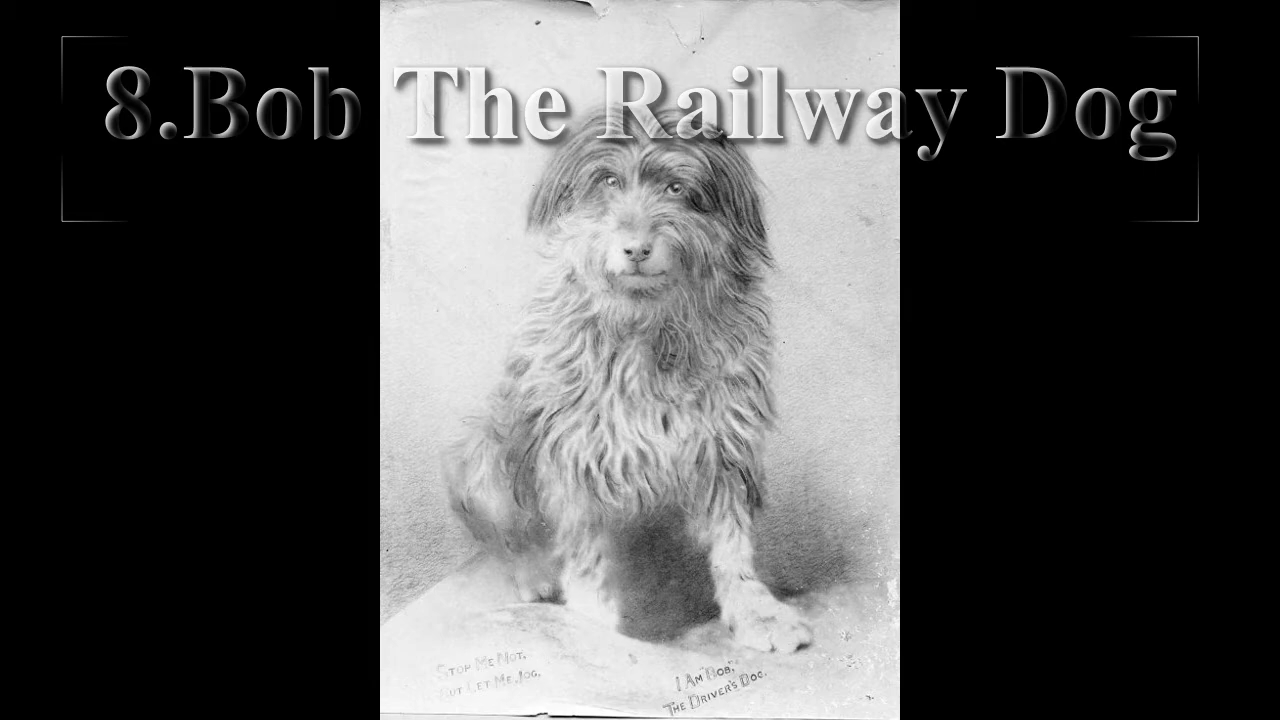 8.Bob The Railway Dog
STOP ME NOT,
BUT LET ME JOG,
I AM "BOB,"
THE DRIVER'S DOG.